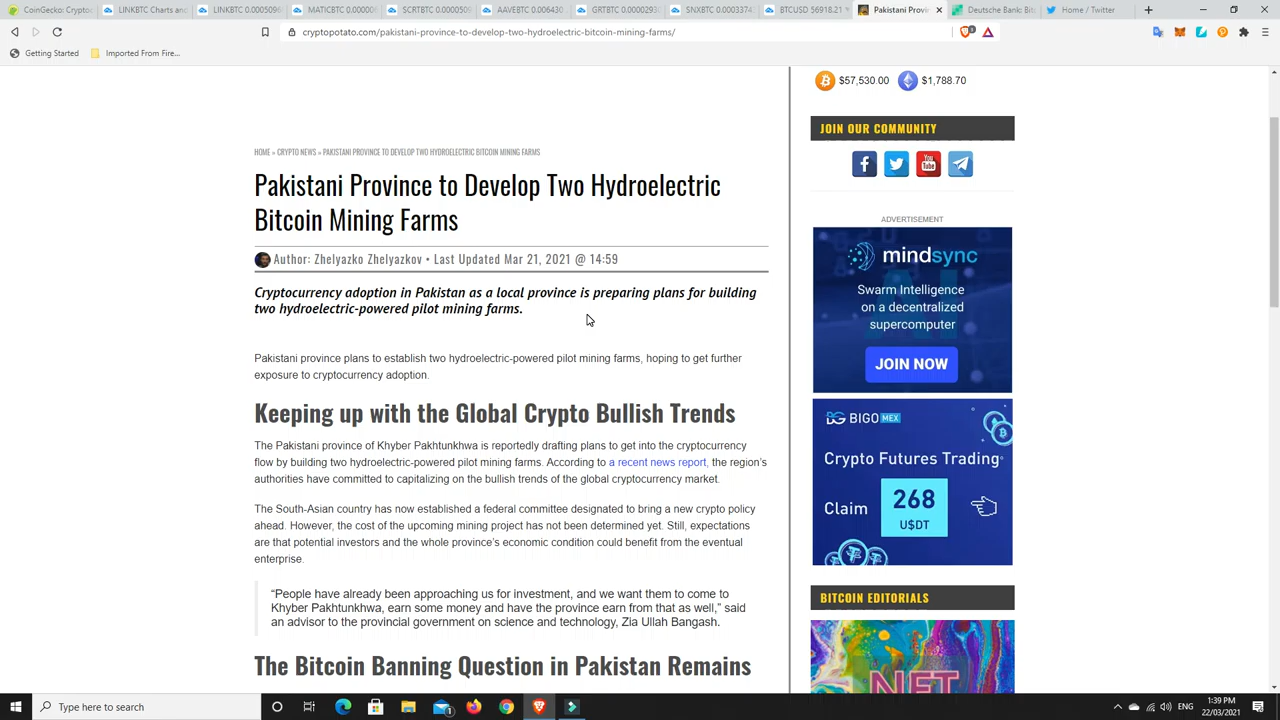 CoinGecko: Cryptoc
LINKBTC Charts and
LINKBTC 0.0005096
MATICBTC 0.000006
SCRTBTC 0.0000509
AAVEBTC 0.006430
GRTBTC 0.00002930
SNXBTC 0.0003374
BTCUSD 56918.21
Pakistani Provin
Deutsche Bank: Bit
Home / Twitter
cryptopotato.com/pakistani-province-to-develop-two-hydroelectric-bitcoin-mining-farms/
Getting Started
Imported From Fire...
HOME » CRYPTO NEWS » PAKISTANI PROVINCE TO DEVELOP TWO HYDROELECTRIC BITCOIN MINING FARMS
Pakistani Province to Develop Two Hydroelectric
Bitcoin Mining Farms
Author: Zhelyazko Zhelyazkov • Last Updated Mar 21, 2021 @ 14:59
Cryptocurrency adoption in Pakistan as a local province is preparing plans for building
two hydroelectric-powered pilot mining farms.
Pakistani province plans to establish two hydroelectric-powered pilot mining farms, hoping to get further
exposure to cryptocurrency adoption.
Keeping up with the Global Crypto Bullish Trends
The Pakistani province of Khyber Pakhtunkhwa is reportedly drafting plans to get into the cryptocurrency
flow by building two hydroelectric-powered pilot mining farms. According to a recent news report, the region's
authorities have committed to capitalizing on the bullish trends of the global cryptocurrency market.
The South-Asian country has now established a federal committee designated to bring a new crypto policy
ahead. However, the cost of the upcoming mining project has not been determined yet. Still, expectations
are that potential investors and the whole province's economic condition could benefit from the eventual
enterprise.
“People have already been approaching us for investment, and we want them to come to
Khyber Pakhtunkhwa, earn some money and have the province earn from that as well,” said
an advisor to the provincial government on science and technology, Zia Ullah Bangash.
The Bitcoin Banning Question in Pakistan Remains
$57,530.00
$1,788.70
JOIN OUR COMMUNITY
You
Tube
ADVERTISEMENT
mindsync
Swarm Intelligence
on a decentralized
supercomputer
JOIN NOW
BIGO MEX
Crypto Futures Trading
Claim
268
U$DT
BITCOIN EDITORIALS
NFT
Type here to search
ENG
1:39 PM
22/03/2021